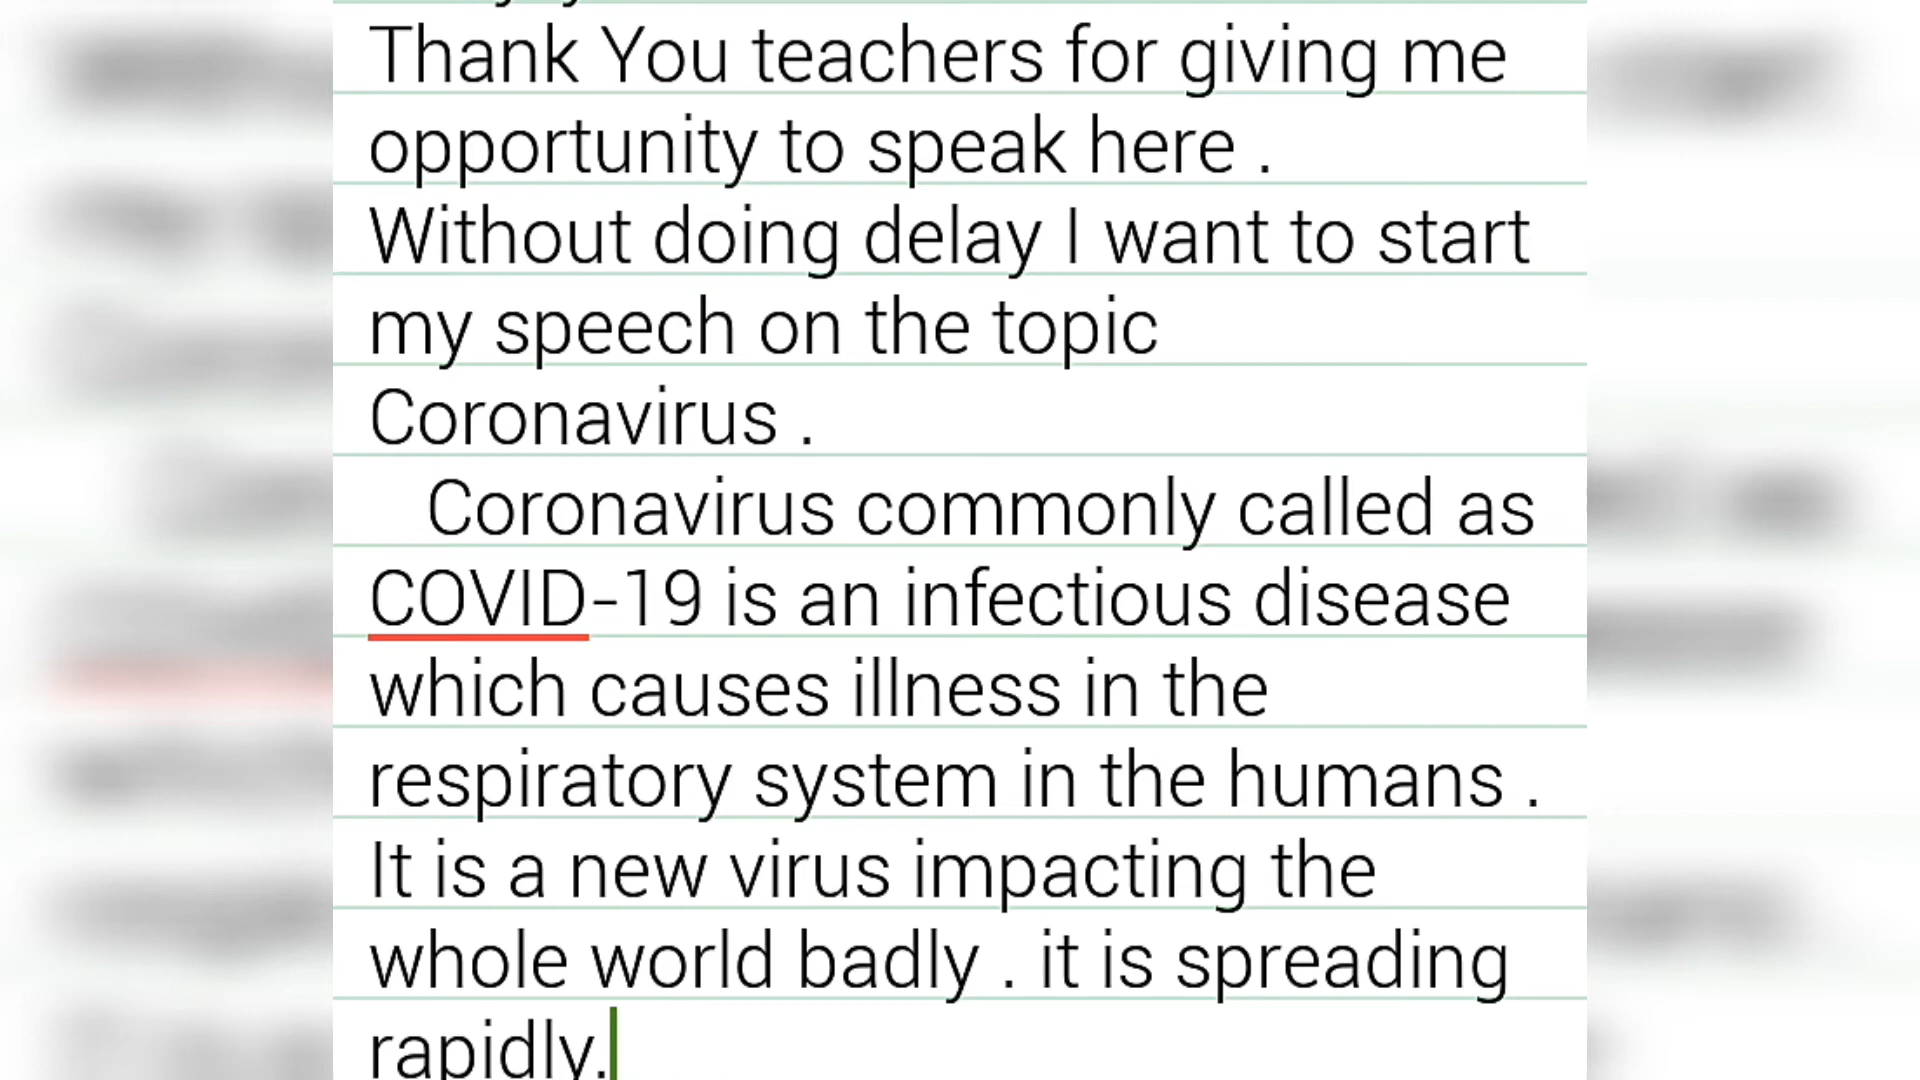 Thank You teachers for giving me
opportunity to speak here .
Without doing delay I want to start
my speech on the topic
Coronavirus .
Coronavirus commonly called as
COVID-19 is an infectious disease
which causes illness in the
respiratory system in the humans .
It is a new virus impacting the
whole world badly . it is spreading
rapidly.